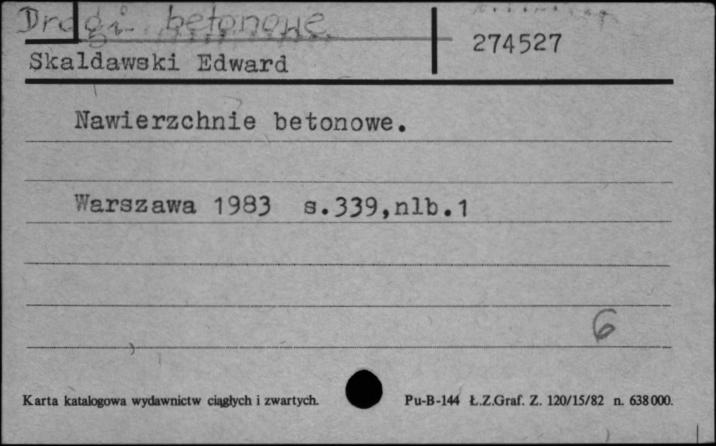 Drogi betonowe.
274527
Skaldawski Edward
Nawierzchnie betonowe.
Warszawa 1983 s.339,nlb.1
6
Karta katalogowa wydawnictw ciągłych i zwartych. Pu-B-144 Ł.Z.Graf. Z. 120/15/82 n. 638000.